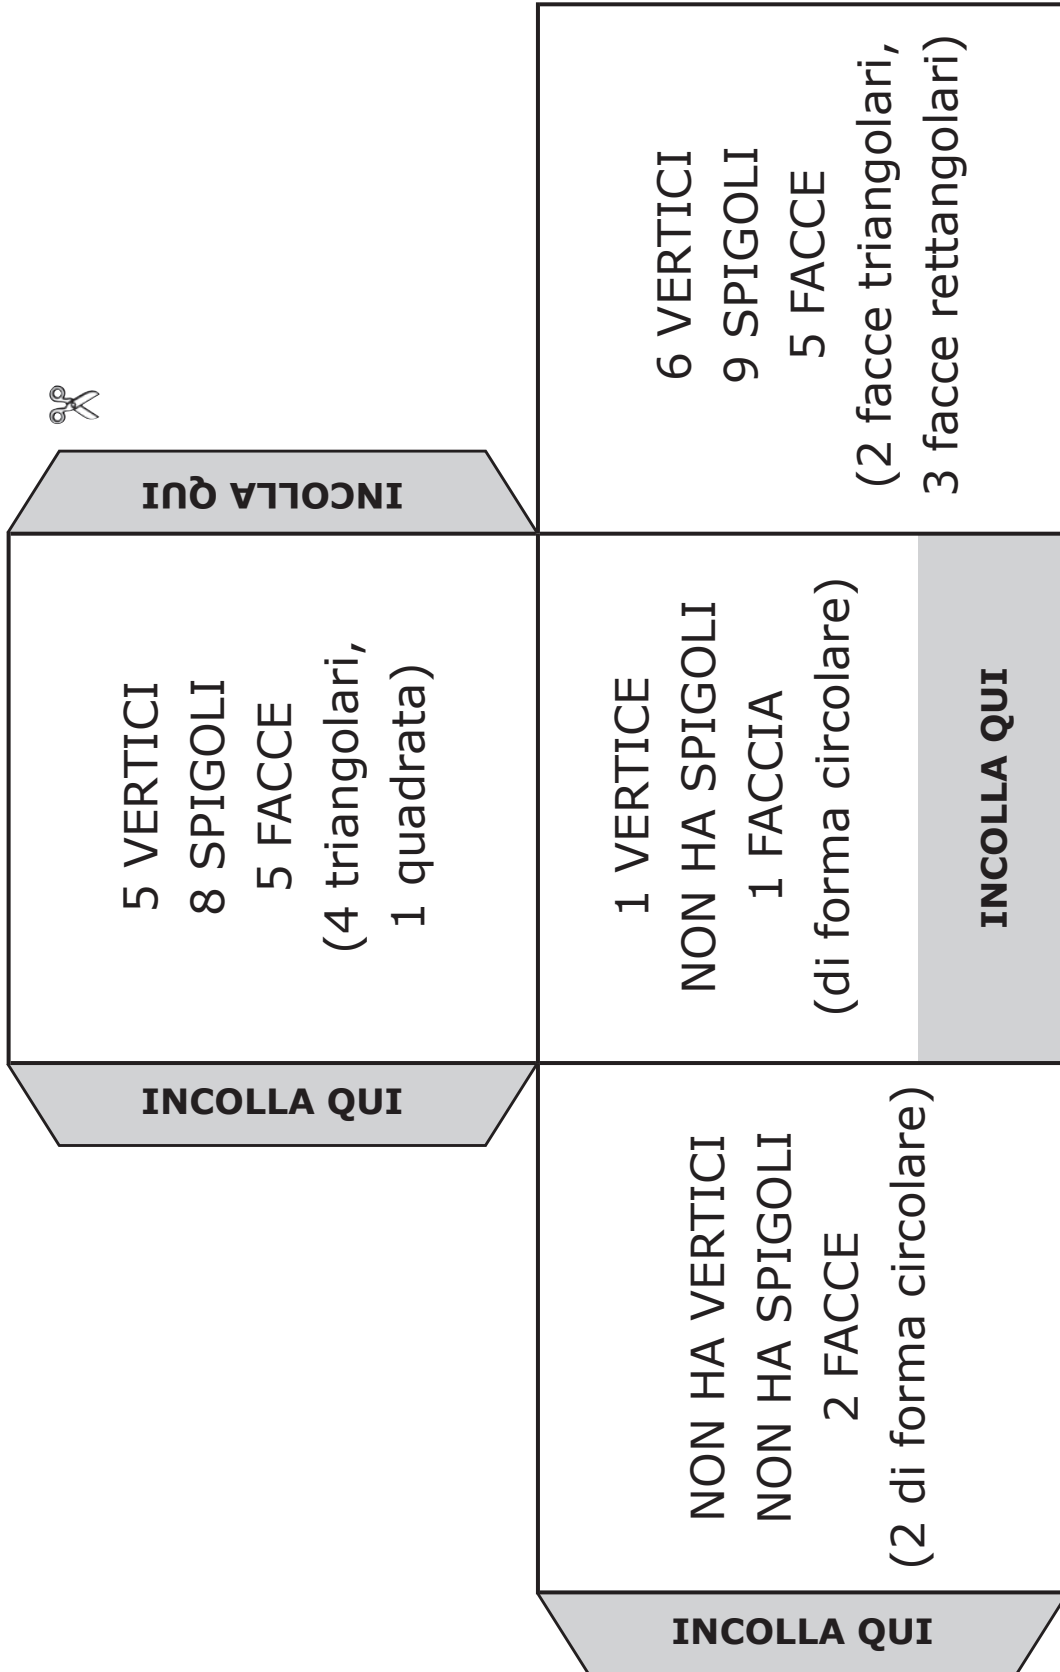 INCOLLA QUI
5 VERTICI
8 SPIGOLI
5 FACCE
(4 triangolari,
1 quadrata)
INCOLLA QUI
6 VERTICI
9 SPIGOLI
5 FACCE
(2 facce triangolari,
3 facce rettangolari)
1 VERTICE
NON HA SPIGOLI
1 FACCIA
(di forma circolare)
INCOLLA QUI
NON HA VERTICI
NON HA SPIGOLI
2 FACCE
(2 di forma circolare)
INCOLLA QUI